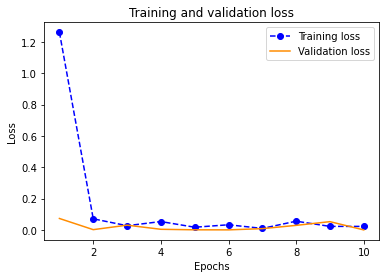 Training and validation loss
Training loss
Validation loss
1.2
1.0
0.8
0.6
0.4
0.2
0.0
Loss
2 4 6 8 10
Epochs